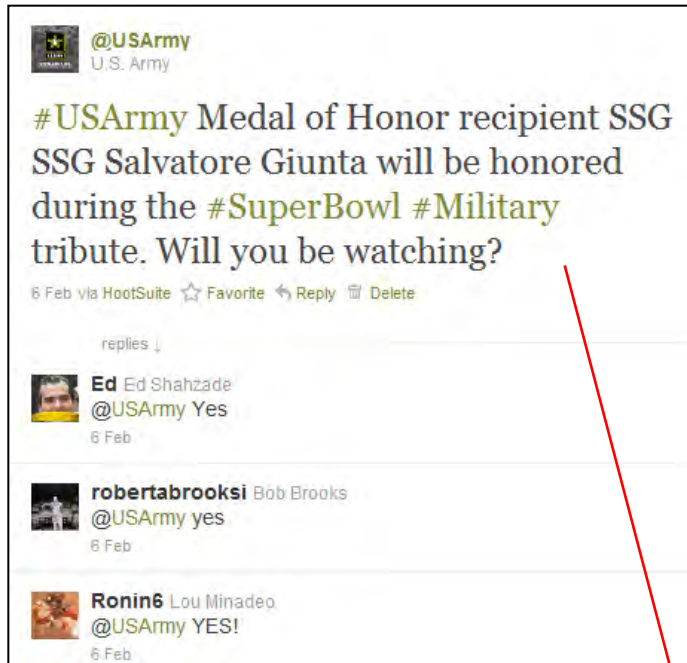 @USArmy
U.S. Army
#USArmy Medal of Honor recipient SSG
SSG Salvatore Giunta will be honored
during the #SuperBowl #Military
tribute. Will you be watching?
6 Feb via HootSuite Favorite Reply Delete
replies ↓
Ed Ed Shahzade
@USArmy Yes
6 Feb
robertabrooksi Bob Brooks
@USArmy yes
6 Feb
Ronin6 Lou Minadeo
@USArmy YES!
6 Feb